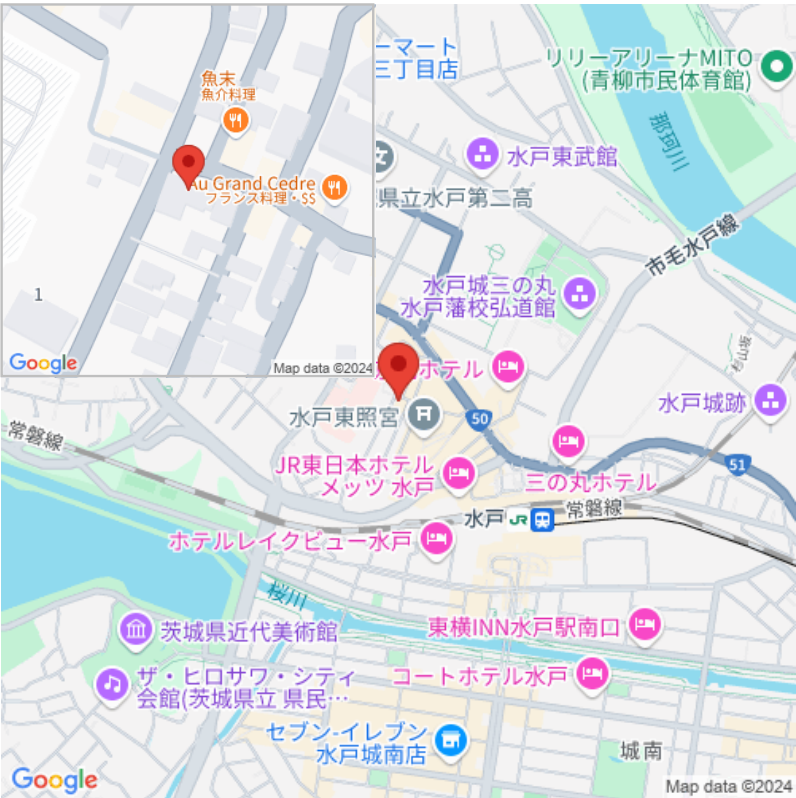 魚末
魚介料理
Au Grand Cedre
フランス料理・$$
1
Google
Map data ©2024
ーマート
三丁目店
リリーアリーナMITO
(青柳市民体育館)
那珂川
水戸東武館
県立水戸第二高
市毛水戸線
水戸城三の丸
水戸藩校弘道館
杉山坂
ホテル
水戸東照宮
50
水戸城跡
常磐線
JR東日本ホテル
メッツ 水戸
三の丸ホテル
51
水戸
JR
常磐線
ホテルレイクビュー水戸
桜川
茨城県近代美術館
東横INN水戸駅南口
ザ・ヒロサワ・シティ
会館(茨城県立 県民…
コートホテル水戸
セブン-イレブン
水戸城南店
城南
Google
Map data ©2024